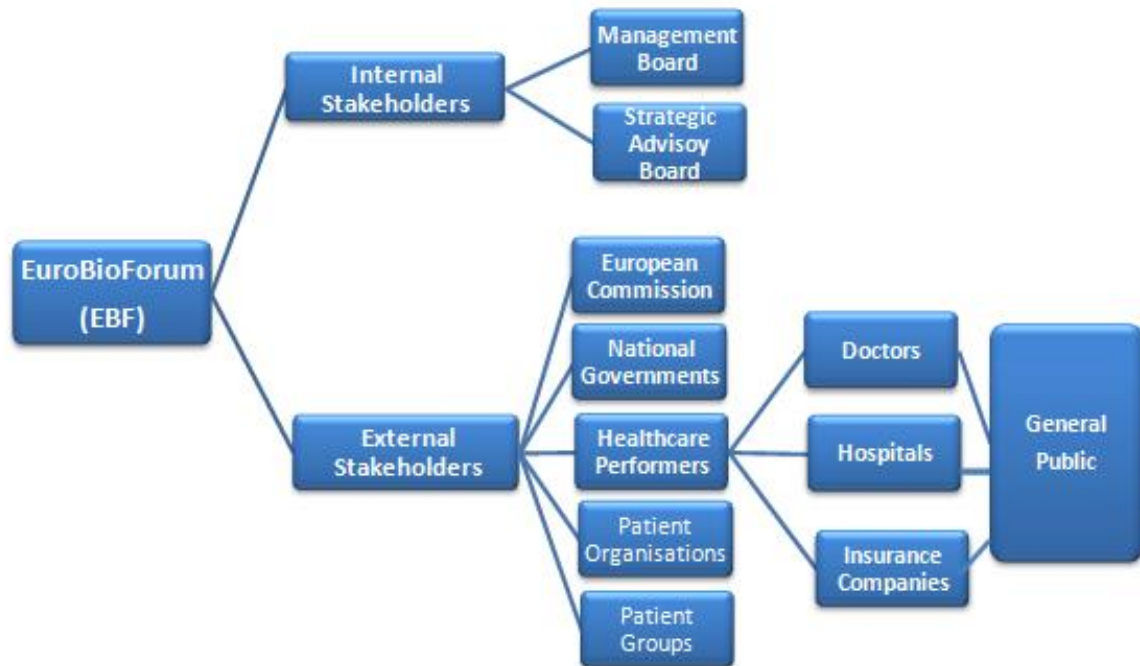 EuroBioForum
(EBF)
Internal
Stakeholders
Management
Board
Strategic
Advisoy
Board
External
Stakeholders
European
Commission
National
Governments
Healthcare
Performers
Patient
Organisations
Patient
Groups
Doctors
Hospitals
Insurance
Companies
General
Public